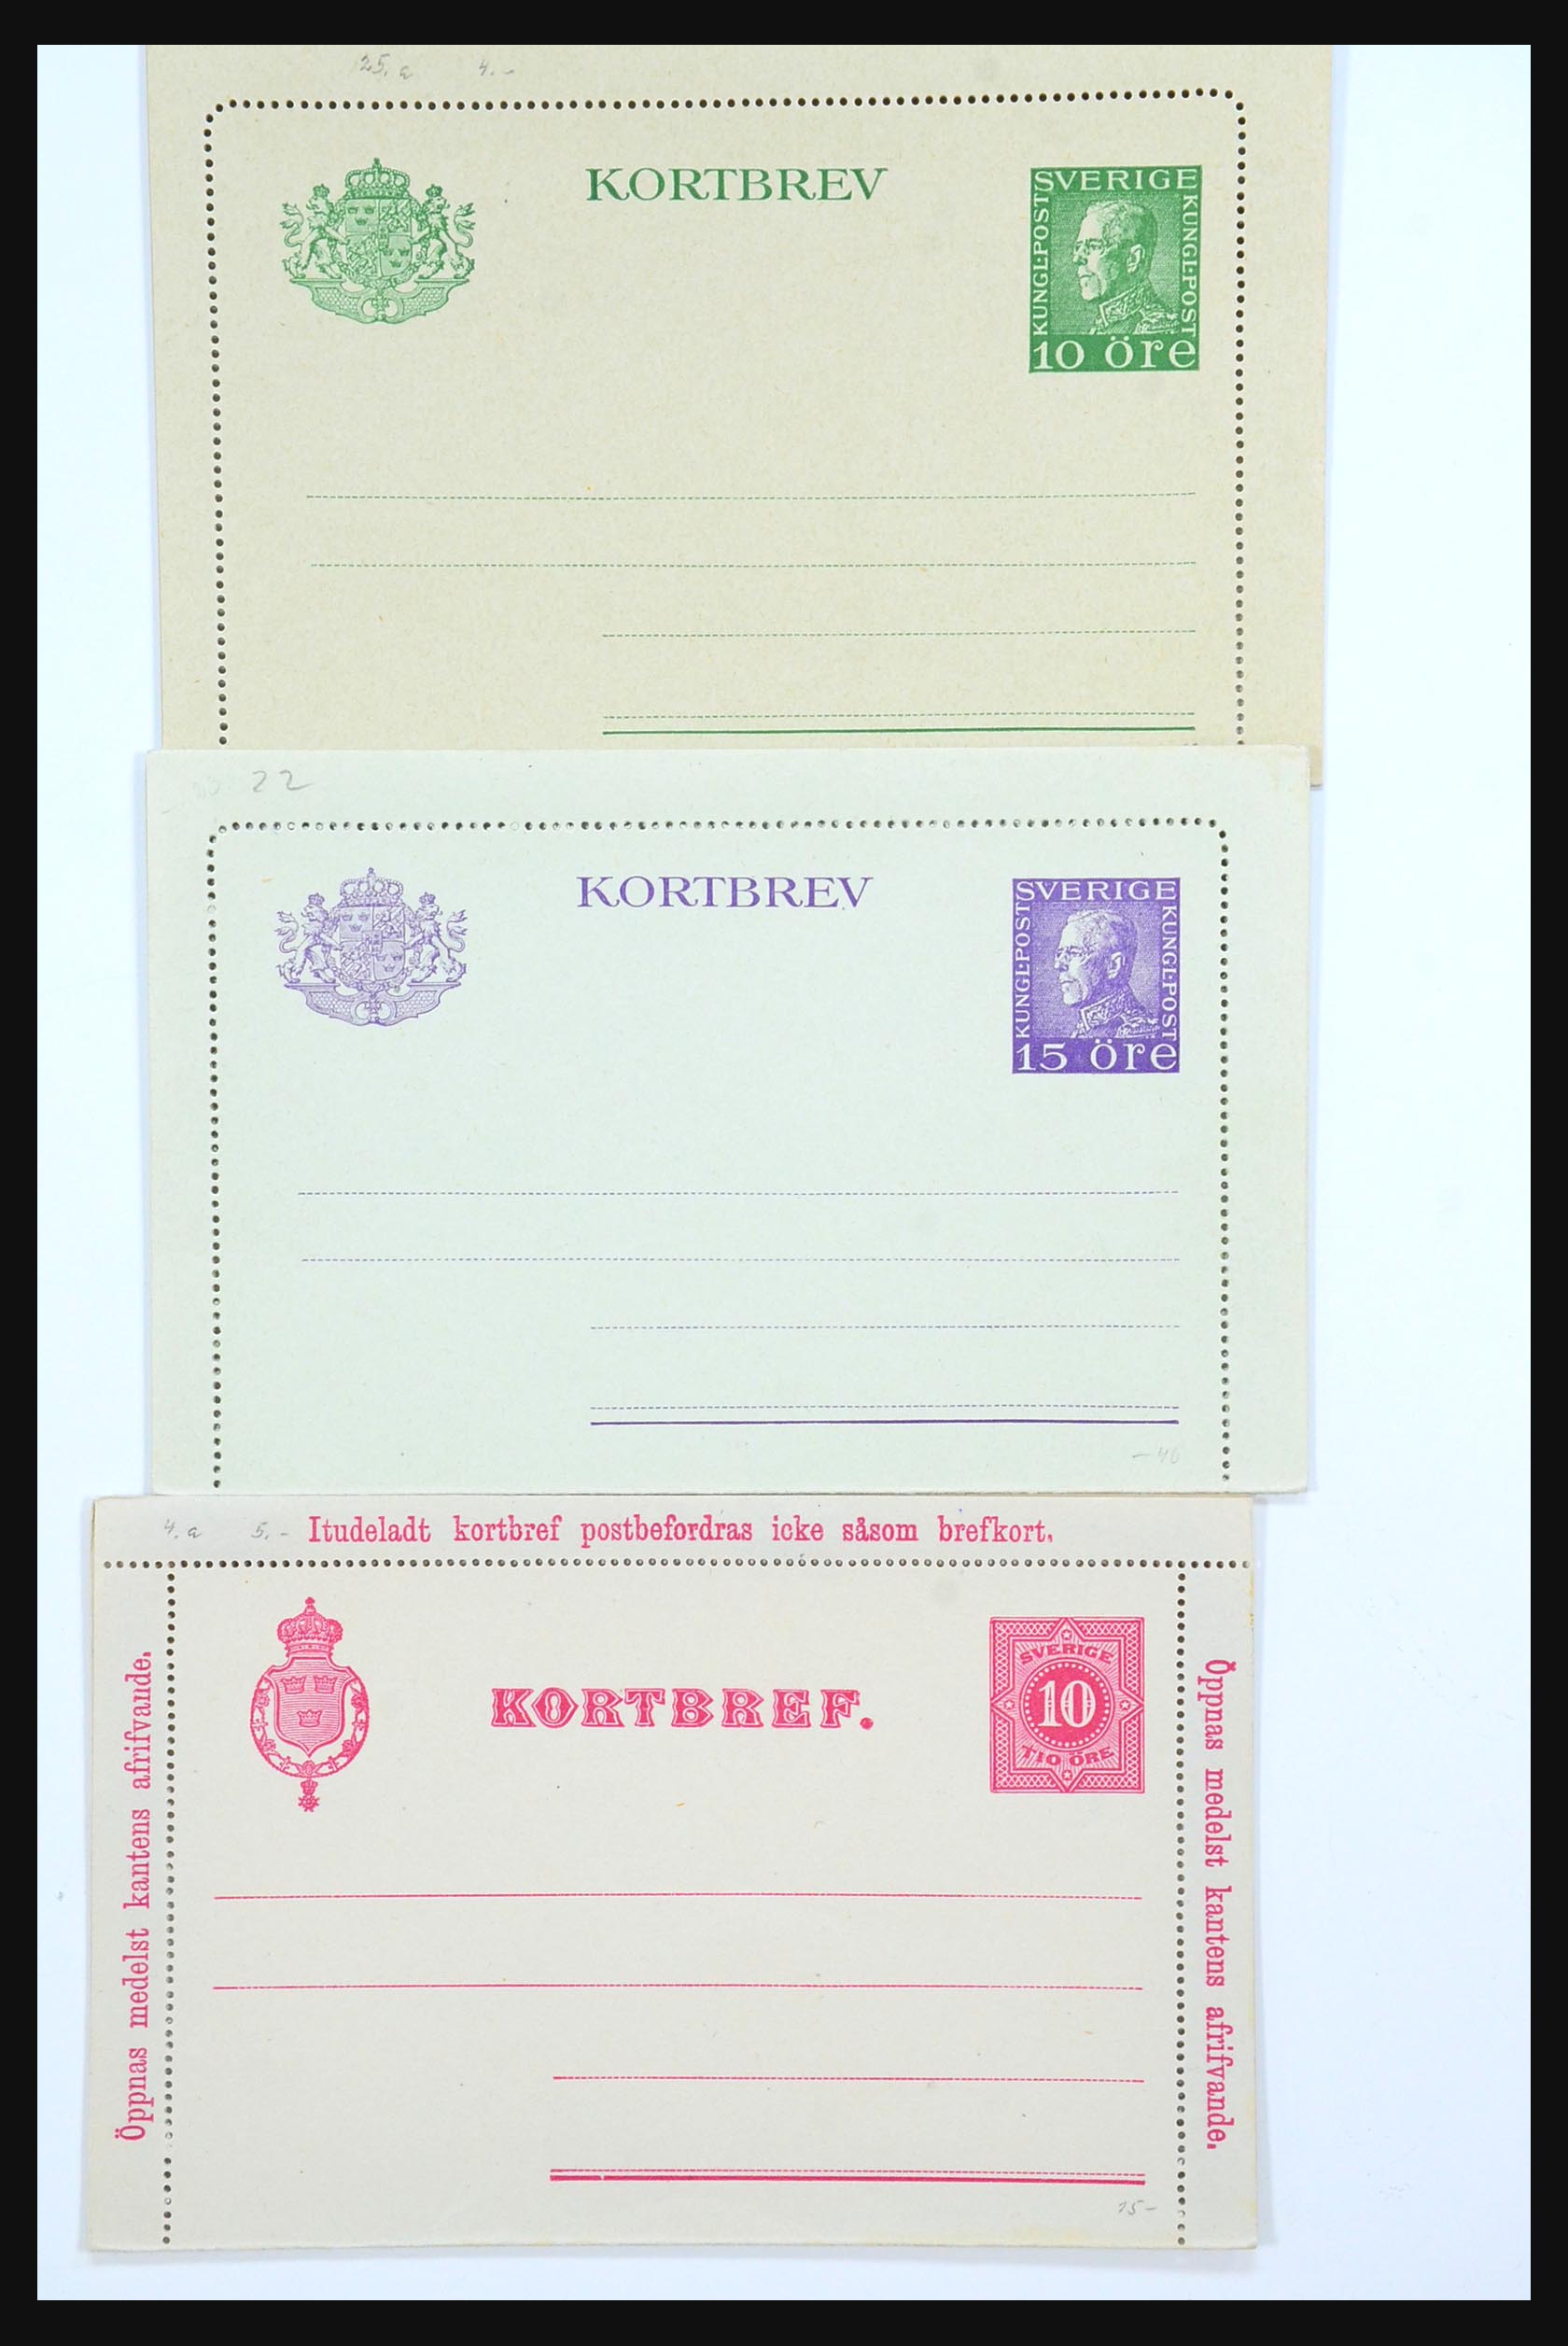 25. a 4.-
KORTBREV
SVERIGE
KUNGL·POST
KUNGL·POST
10 öre
22
KORTBREV
SVERIGE
KUNGL·POST
KUNGL·POST
15 öre
-40
4. a 5.-
Itudeladt kortbref postbefordras icke såsom brefkort.
Öppnas medelst kantens afrifvande.
KORTBREF.
SVERIGE
10
TIO ÖRE
Öppnas medelst kantens afrifvande.
25-